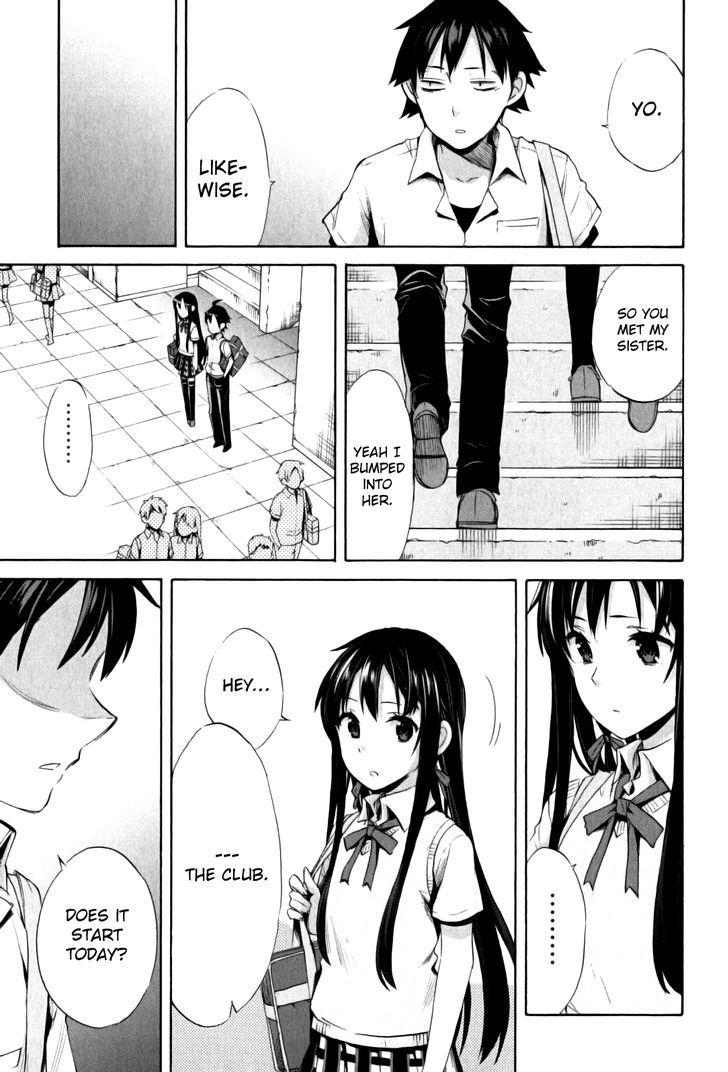 YO.
LIKE-
WISE.
SO YOU
MET MY
SISTER.
YEAH I
BUMPED
INTO
HER.
........
........
HEY...
---
THE CLUB.
DOES IT
START
TODAY?